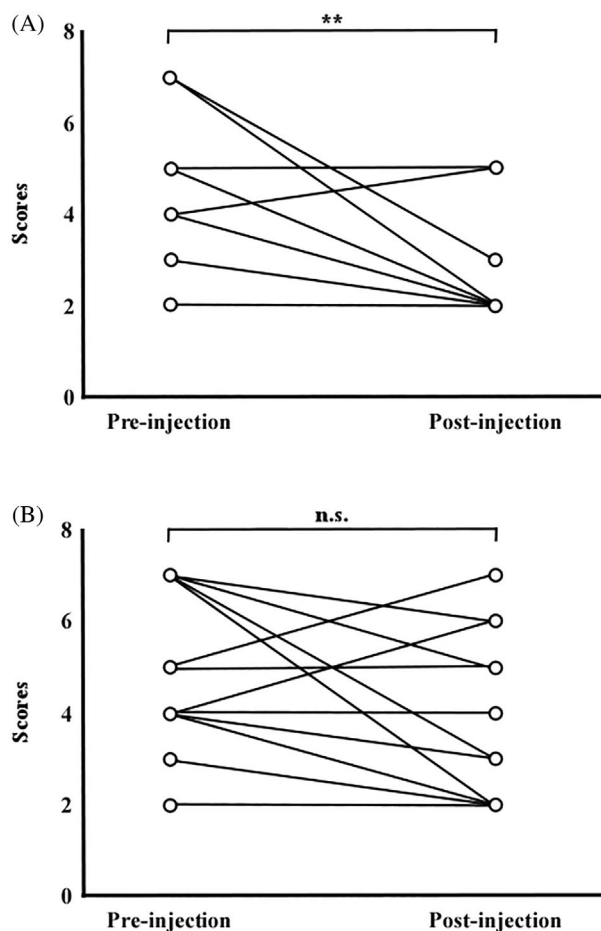 (A)
**
8
6
4
2
0
Scores
Pre-injection
Post-injection
(B)
n.s.
8
6
4
2
0
Scores
Pre-injection
Post-injection